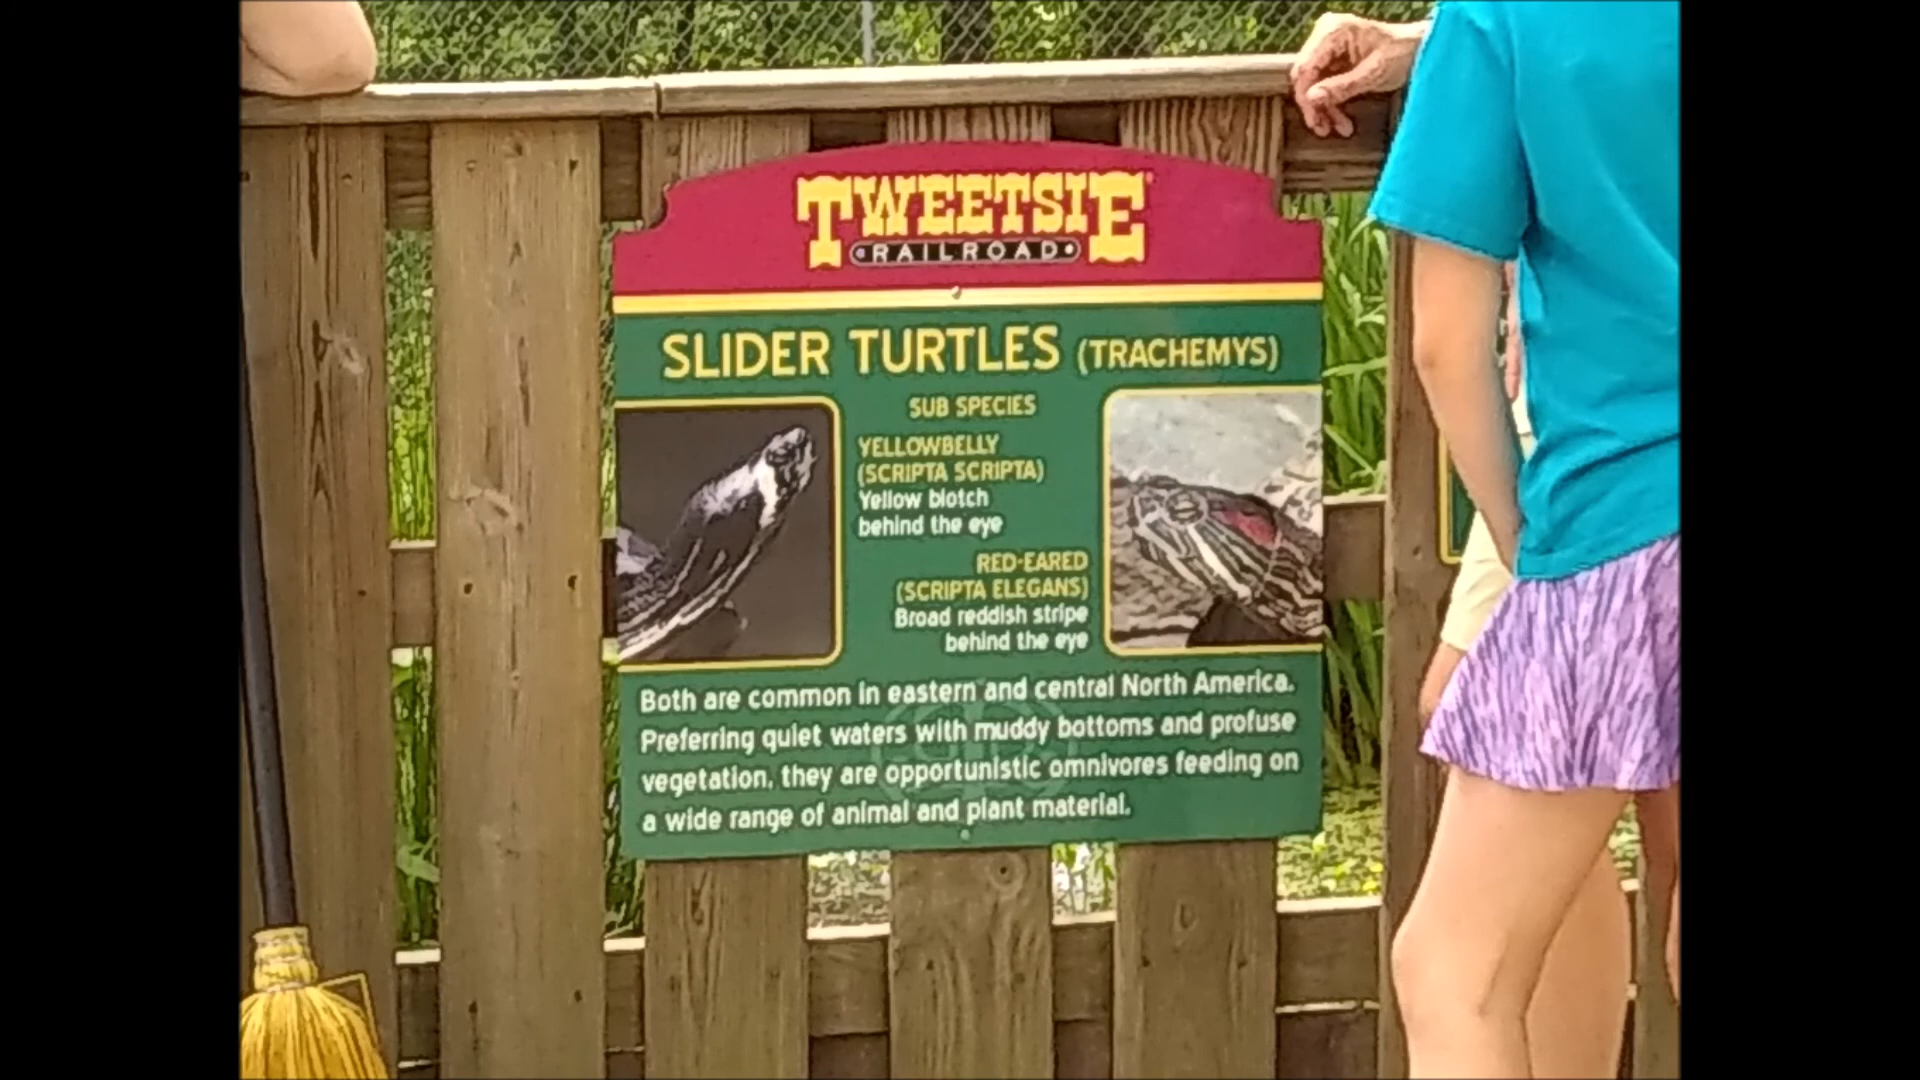 TWEETSIE
RAILROAD
SLIDER TURTLES (TRACHEMYS)
SUB SPECIES
YELLOWBELLY
(SCRIPTA SCRIPTA)
Yellow blotch
behind the eye
RED-EARED
(SCRIPTA ELEGANS)
Broad reddish stripe
behind the eye
Both are common in eastern and central North America.
Preferring quiet waters with muddy bottoms and profuse
vegetation, they are opportunistic omnivores feeding on
a wide range of animal and plant material.